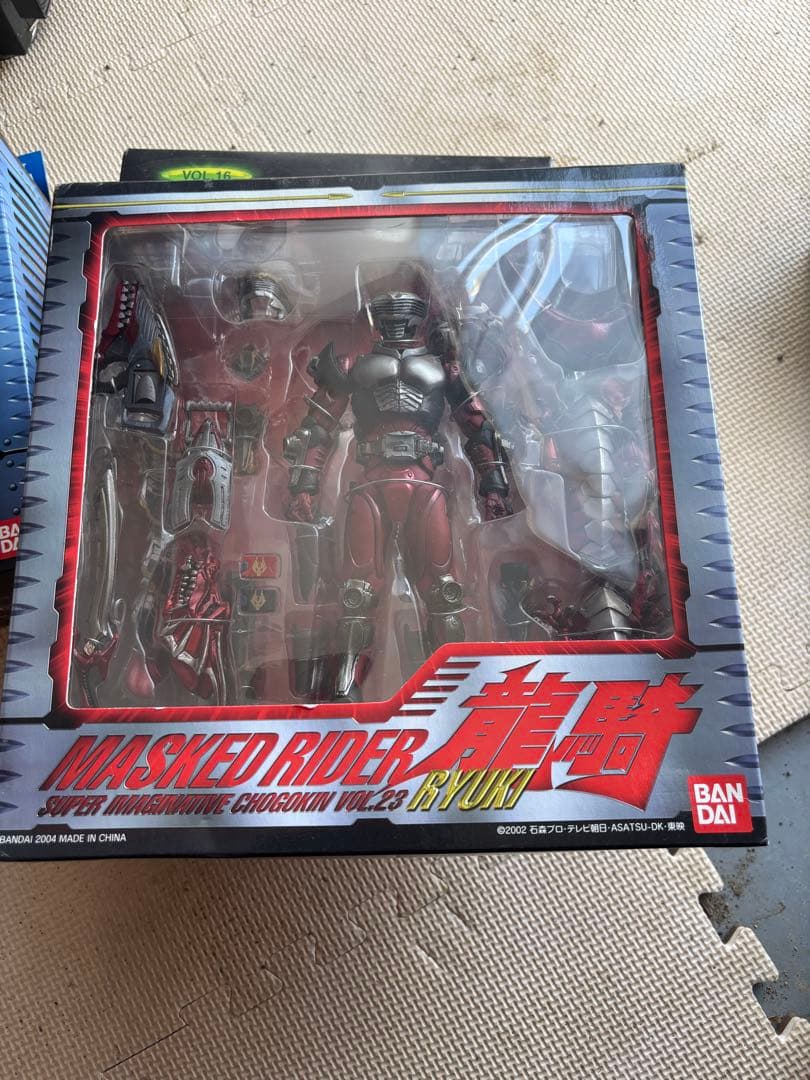 VOL.16
MASKED RIDER
龍騎
RYUKI
SUPER IMAGINATIVE CHOGOKIN VOL.23
BAN
DAI
BANDAI 2004 MADE IN CHINA
©2002 石森プロ・テレビ朝日・ASATSU-DK・東映
BAN
DAI